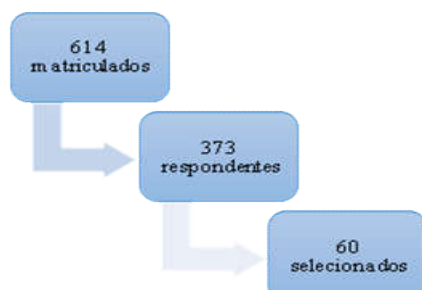 614
matriculados
373
respondentes
60
selecionados